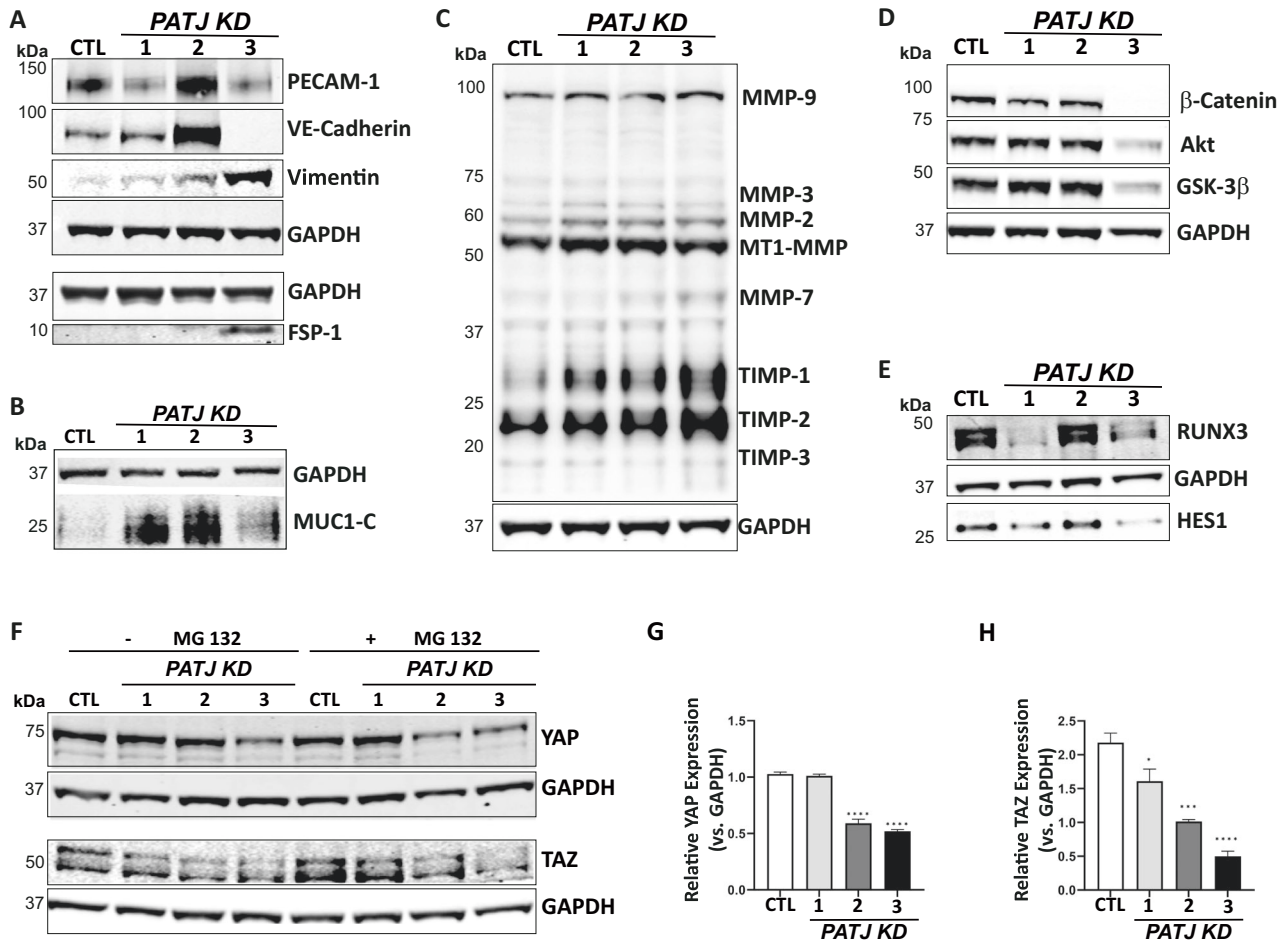 A
PATJ KD
kDa CTL 1 2 3
150
PECAM-1
100
VE-Cadherin
50 Vimentin
37 GAPDH
37 GAPDH
10 FSP-1
B
PATJ KD
kDa CTL 1 2 3
37 GAPDH
25 MUC1-C
C
PATJ KD
kDa CTL 1 2 3
100 MMP-9
75
MMP-3
60 MMP-2
50 MT1-MMP
MMP-7
37
TIMP-1
25
TIMP-2
20
TIMP-3
37 GAPDH
D
PATJ KD
kDa CTL 1 2 3
100 β-Catenin
75
Akt
50 GSK-3β
37 GAPDH
E
PATJ KD
kDa CTL 1 2 3
50 RUNX3
37 GAPDH
HES1
25
F
- MG 132 + MG 132
PATJ KD PATJ KD
kDa CTL 1 2 3 CTL 1 2 3
75 YAP
37 GAPDH
50 TAZ
37 GAPDH
G
Relative YAP Expression
(vs. GAPDH)
1.5
1.0
0.5
0.0
**** ****
CTL 1 2 3
PATJ KD
H
Relative TAZ Expression
(vs. GAPDH)
2.5
2.0
1.5
1.0
0.5
0.0
* *** ****
CTL 1 2 3
PATJ KD